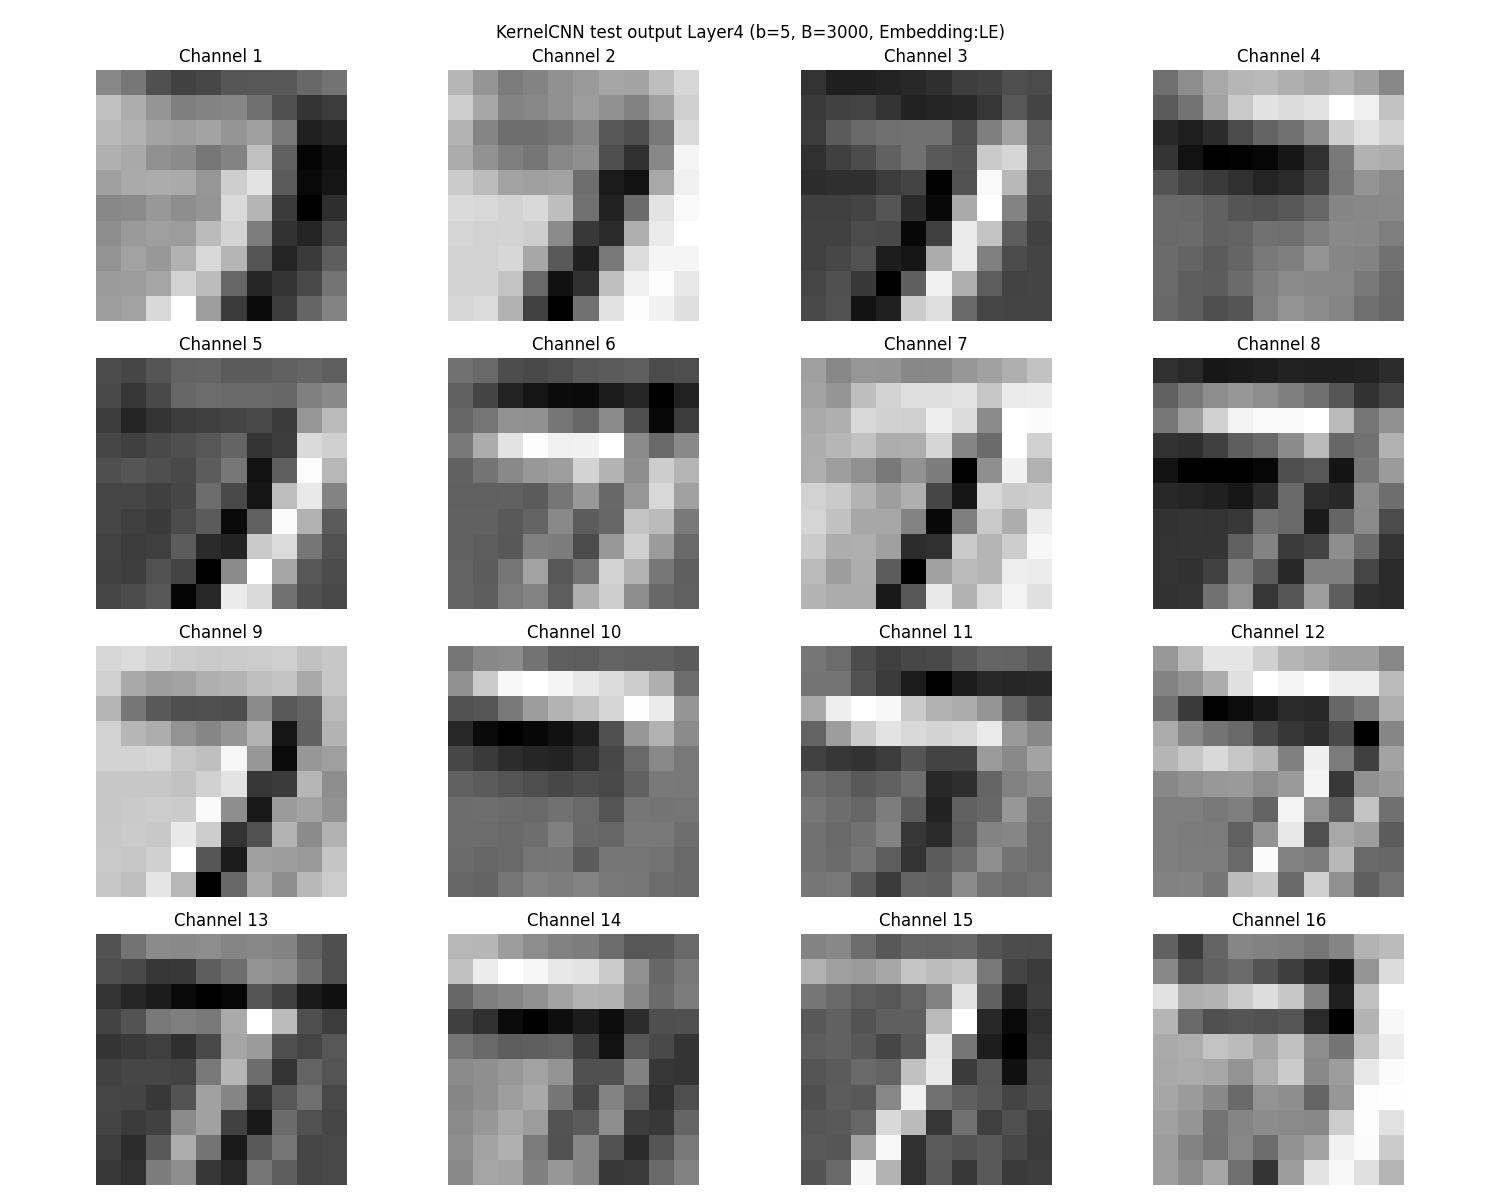 KernelCNN test output Layer4 (b=5, B=3000, Embedding:LE)
Channel 1 Channel 2 Channel 3 Channel 4
Channel 5 Channel 6 Channel 7 Channel 8
Channel 9 Channel 10 Channel 11 Channel 12
Channel 13 Channel 14 Channel 15 Channel 16